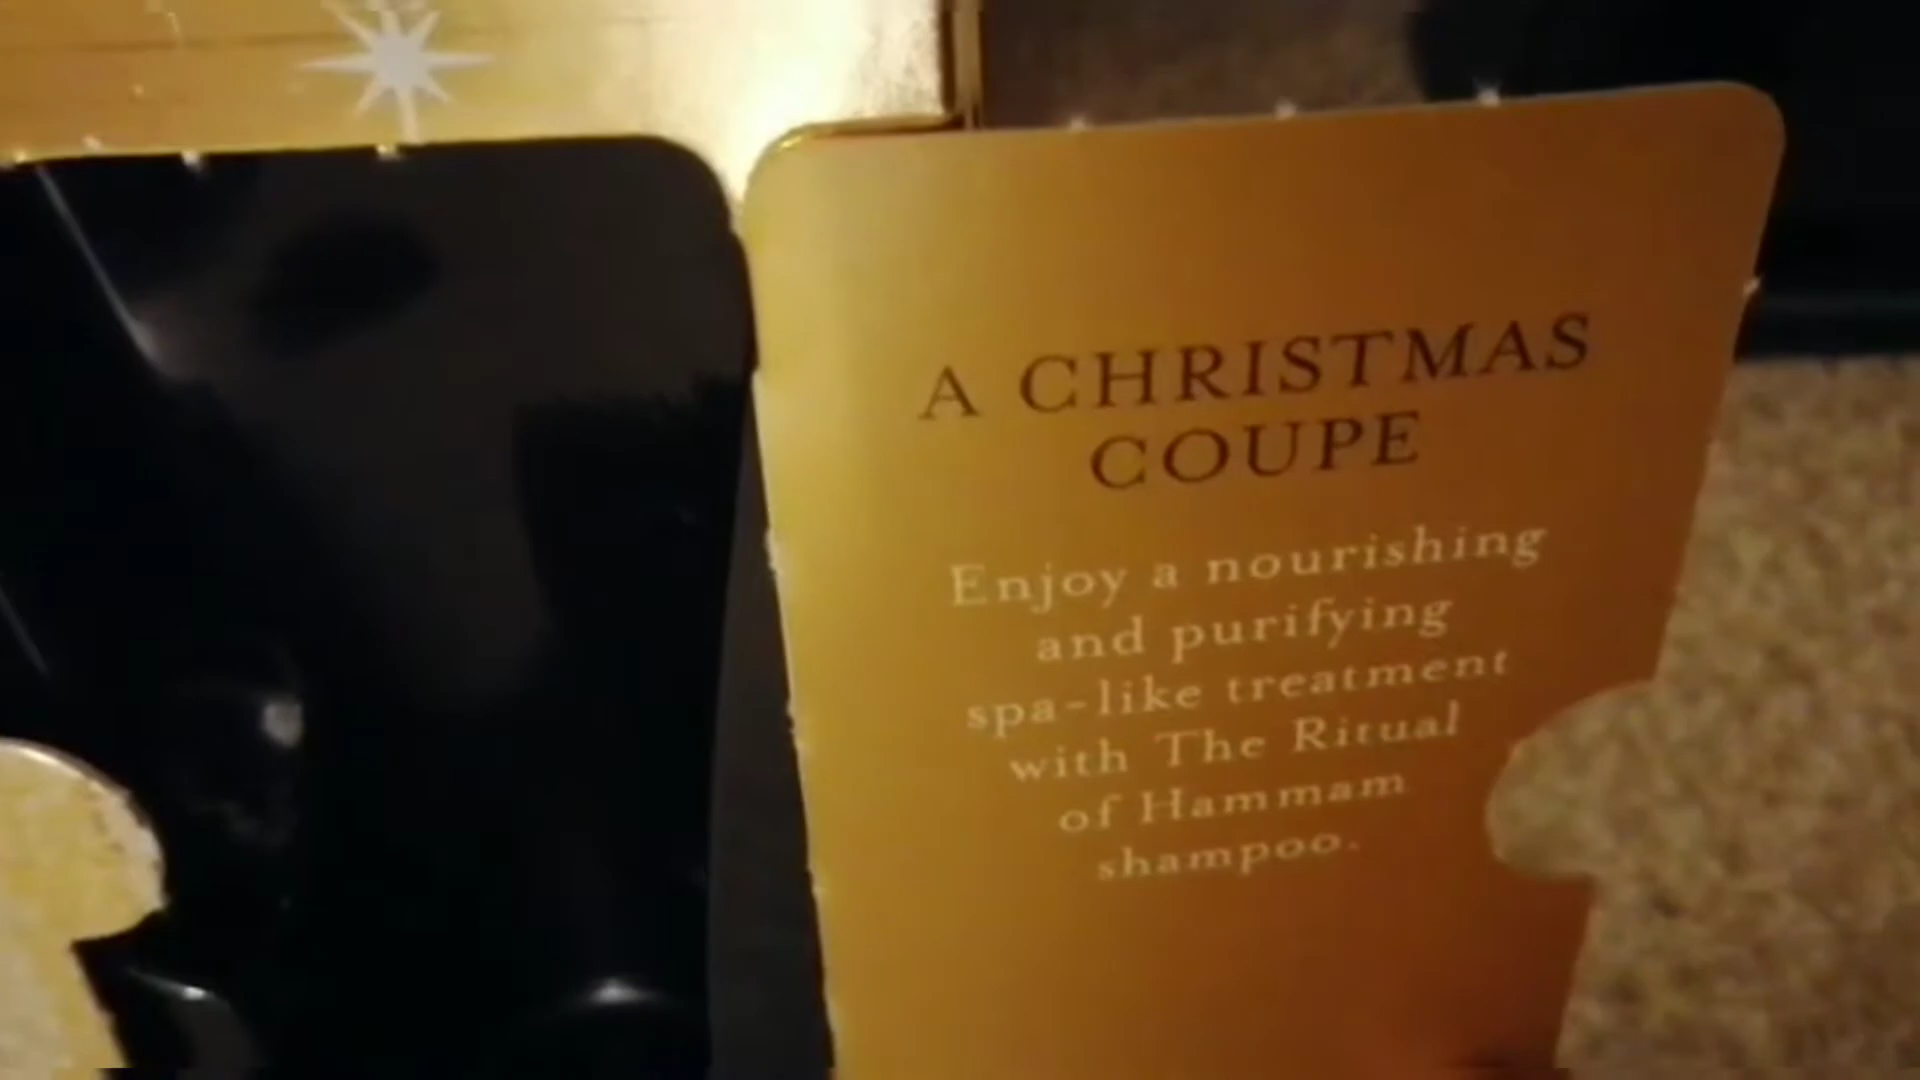 A CHRISTMAS
COUPE
Enjoy a nourishing
and purifying
spa-like treatment
with The Ritual
of Hammam
shampoo.